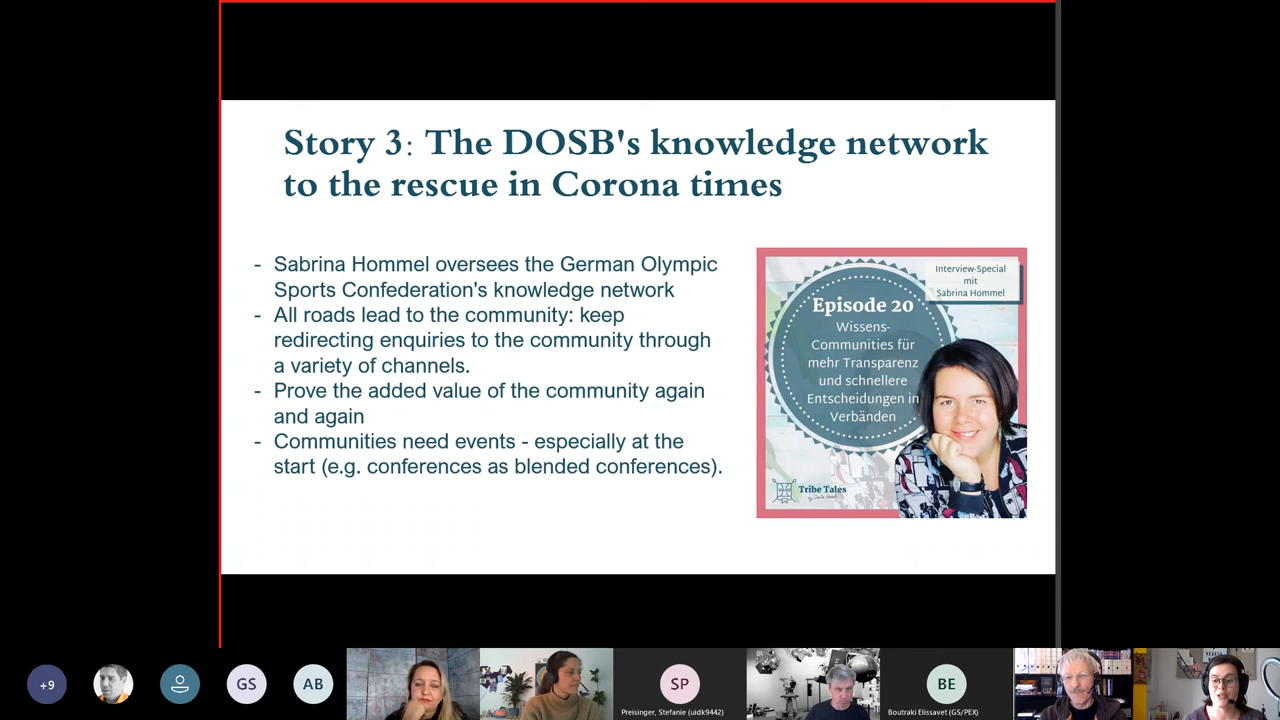 Story 3: The DOSB's knowledge network
to the rescue in Corona times
- Sabrina Hommel oversees the German Olympic
Sports Confederation's knowledge network
- All roads lead to the community: keep
redirecting enquiries to the community through
a variety of channels.
- Prove the added value of the community again
and again
- Communities need events - especially at the
start (e.g. conferences as blended conferences).
Interview-Special
mit
Sabrina Hommel
Episode 20
Wissens-
Communities für
mehr Transparenz
und schnellere
Entscheidungen in
Verbänden
Tribe Tales
+9
GS
AB
SP
Preisinger, Stefanie (uidk9442)
BE
Boutraki Elissavet (GS/PEX)